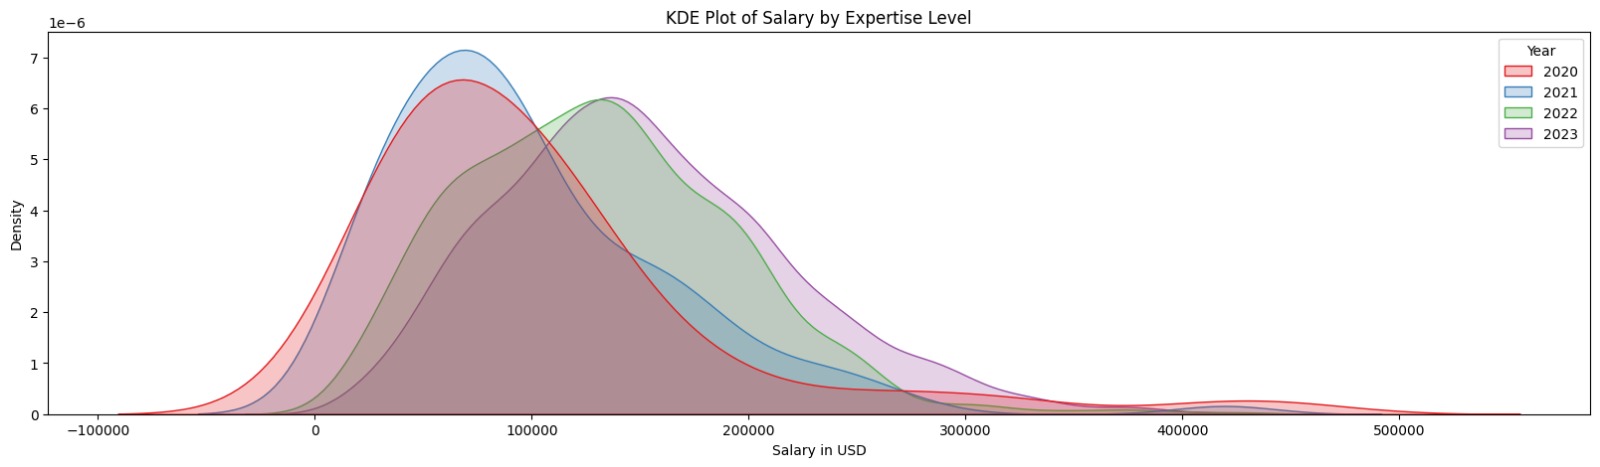 KDE Plot of Salary by Expertise Level
1e−6
7
6
5
4
3
2
1
0
Density
−100000 0 100000 200000 300000 400000 500000
Salary in USD
Year
2020
2021
2022
2023